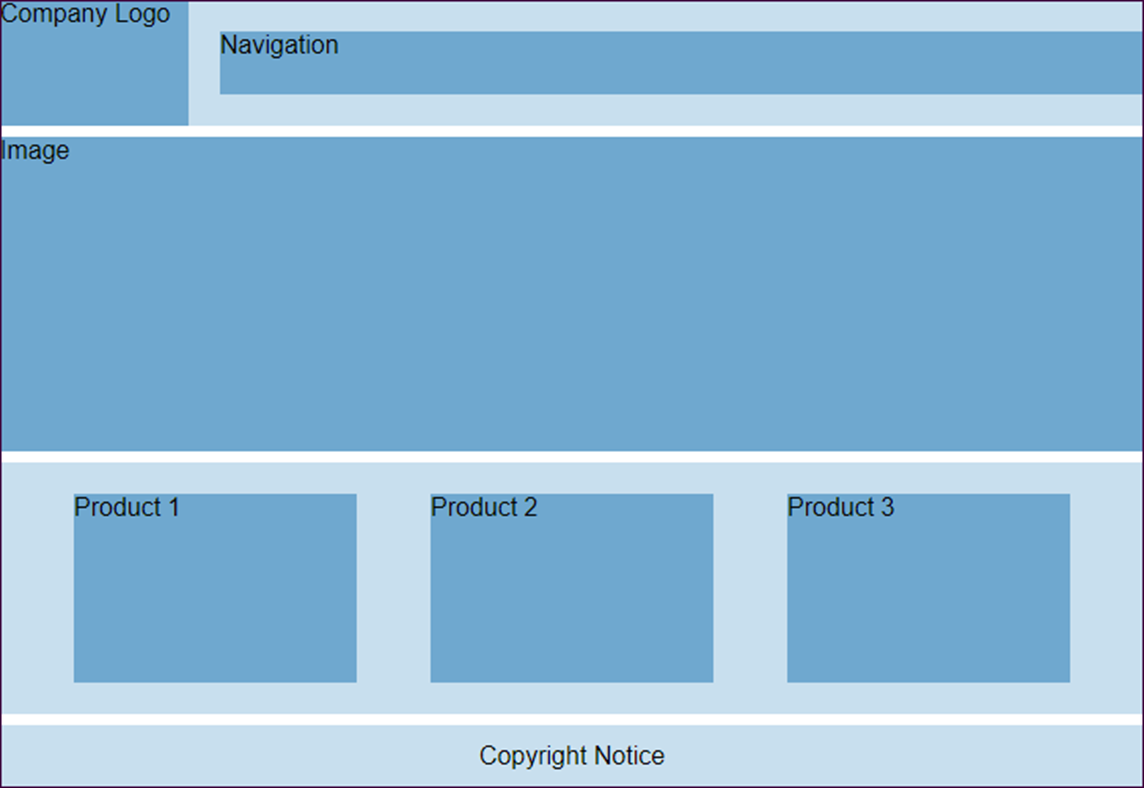 Company Logo
Navigation
Image
Product 1
Product 2
Product 3
Copyright Notice